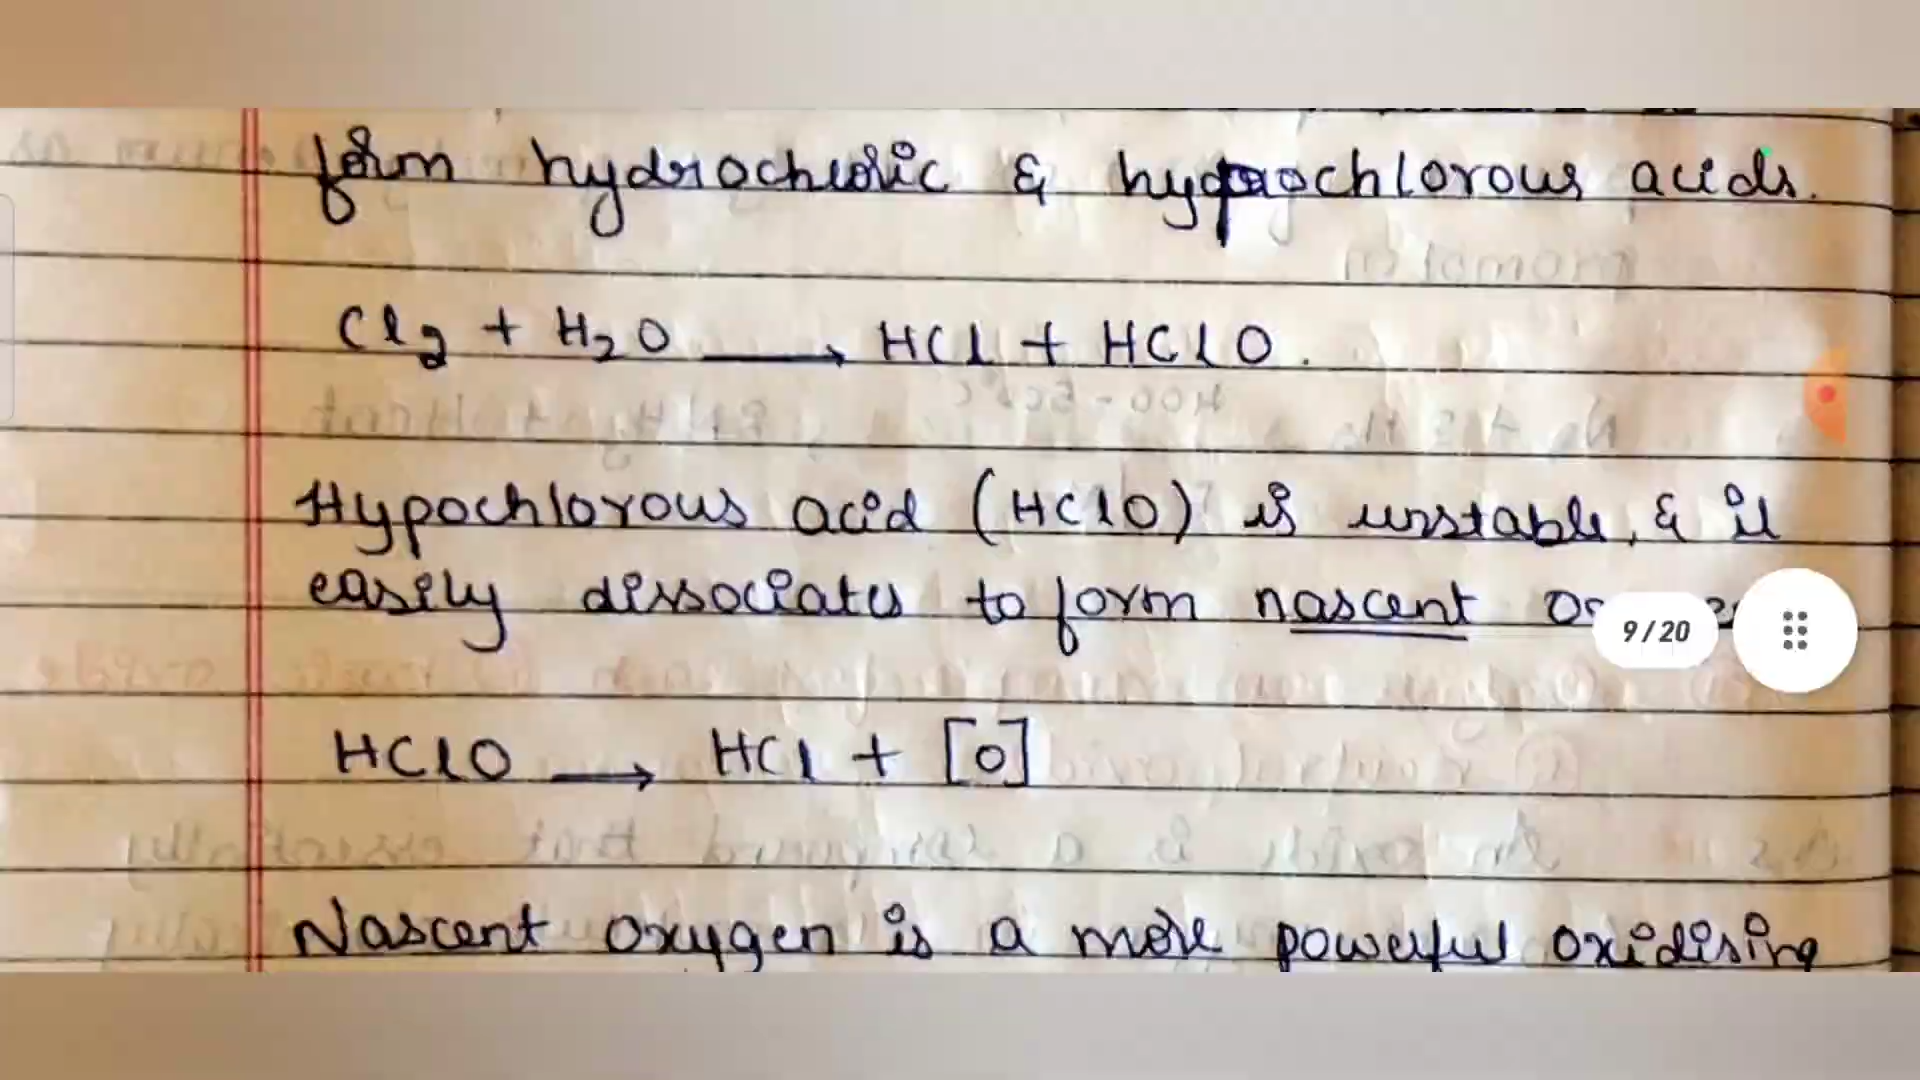 form hydrochloric & hypochlorous acids.
Cl2 + H2O → HCl + HClO.
Hypochlorous acid (HClO) is unstable, & it
easily dissociates to form nascent
9/20
HClO → HCl + [O]
Nascent oxygen is a more powerful oxidising